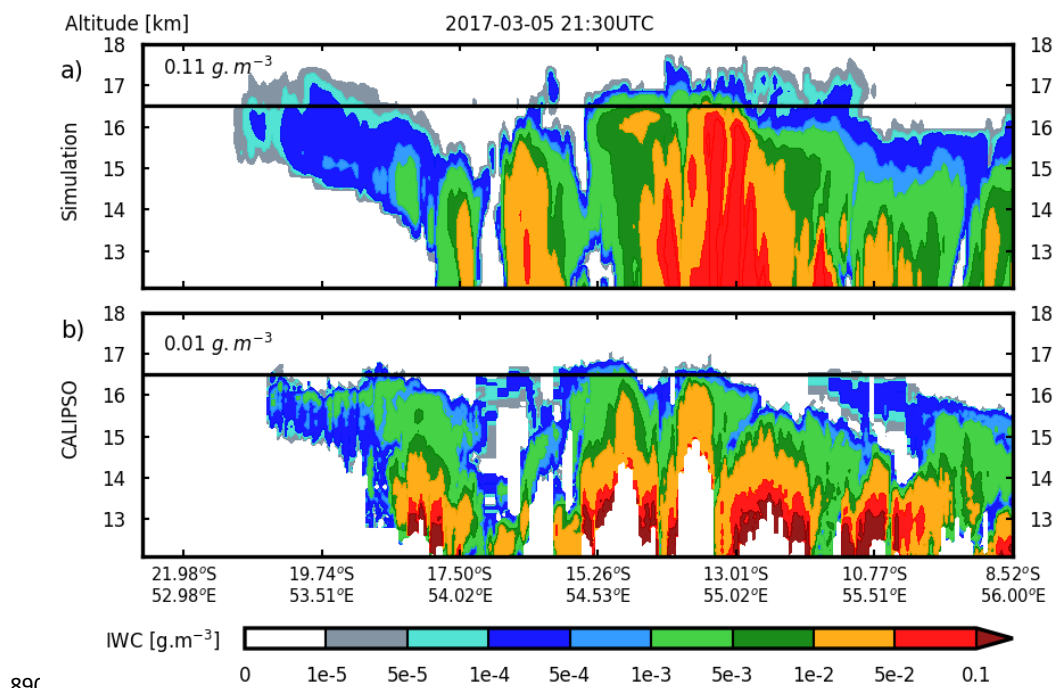 Altitude [km] 2017-03-05 21:30UTC
18 18
a) 0.11 g.m⁻³
17 17
16 16
Simulation
15 15
14 14
13 13
18 18
b) 0.01 g.m⁻³
17 17
16 16
CALIPSO
15 15
14 14
13 13
21.98°S 19.74°S 17.50°S 15.26°S 13.01°S 10.77°S 8.52°S
52.98°E 53.51°E 54.02°E 54.53°E 55.02°E 55.51°E 56.00°E
IWC [g.m⁻³]
0 1e-5 5e-5 1e-4 5e-4 1e-3 5e-3 1e-2 5e-2 0.1